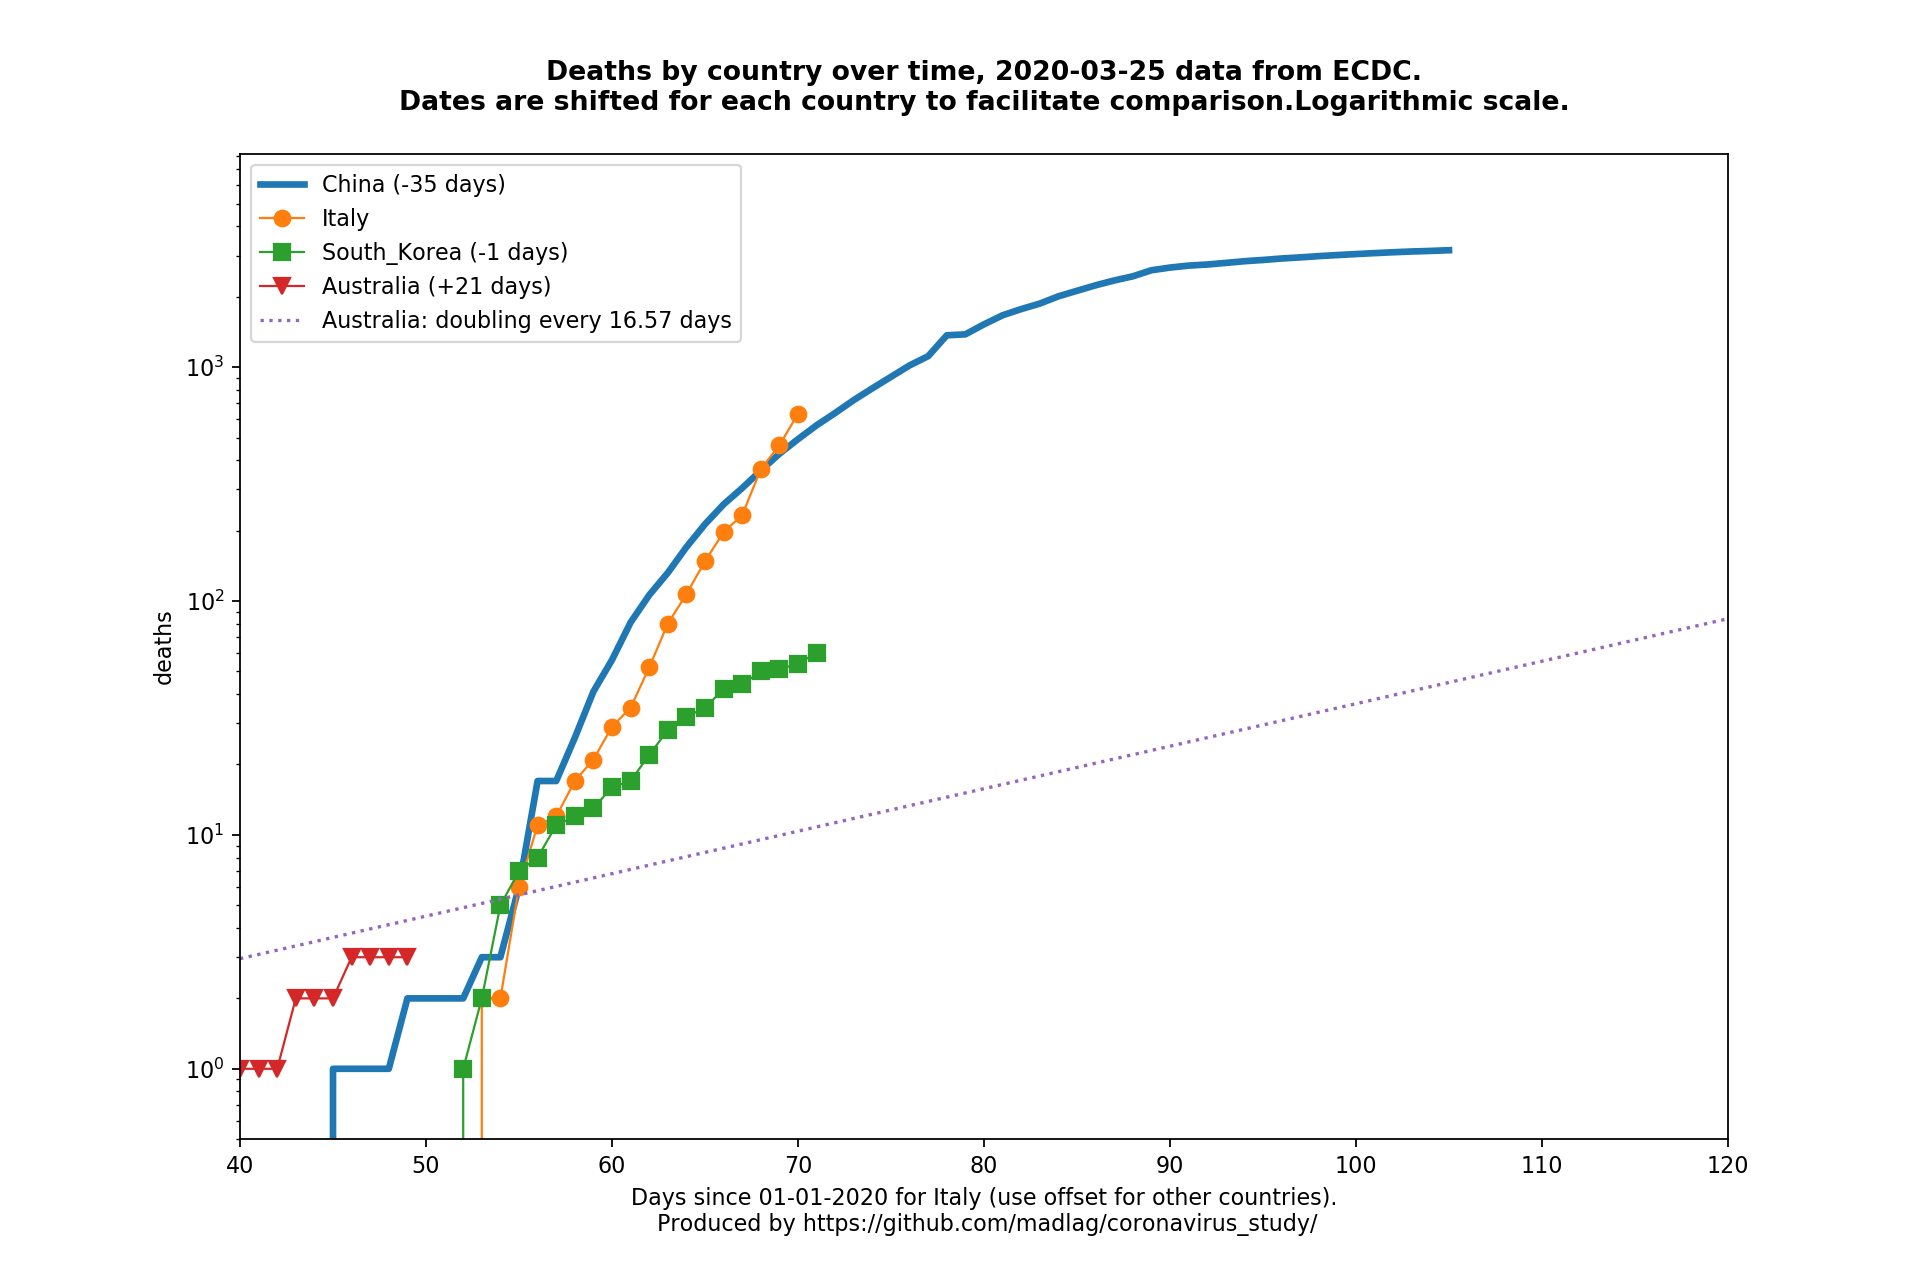 Deaths by country over time, 2020-03-25 data from ECDC.
Dates are shifted for each country to facilitate comparison.Logarithmic scale.
China (-35 days)
Italy
South_Korea (-1 days)
Australia (+21 days)
Australia: doubling every 16.57 days
10³
10²
10¹
10⁰
deaths
40 50 60 70 80 90 100 110 120
Days since 01-01-2020 for Italy (use offset for other countries).
Produced by https://github.com/madlag/coronavirus_study/